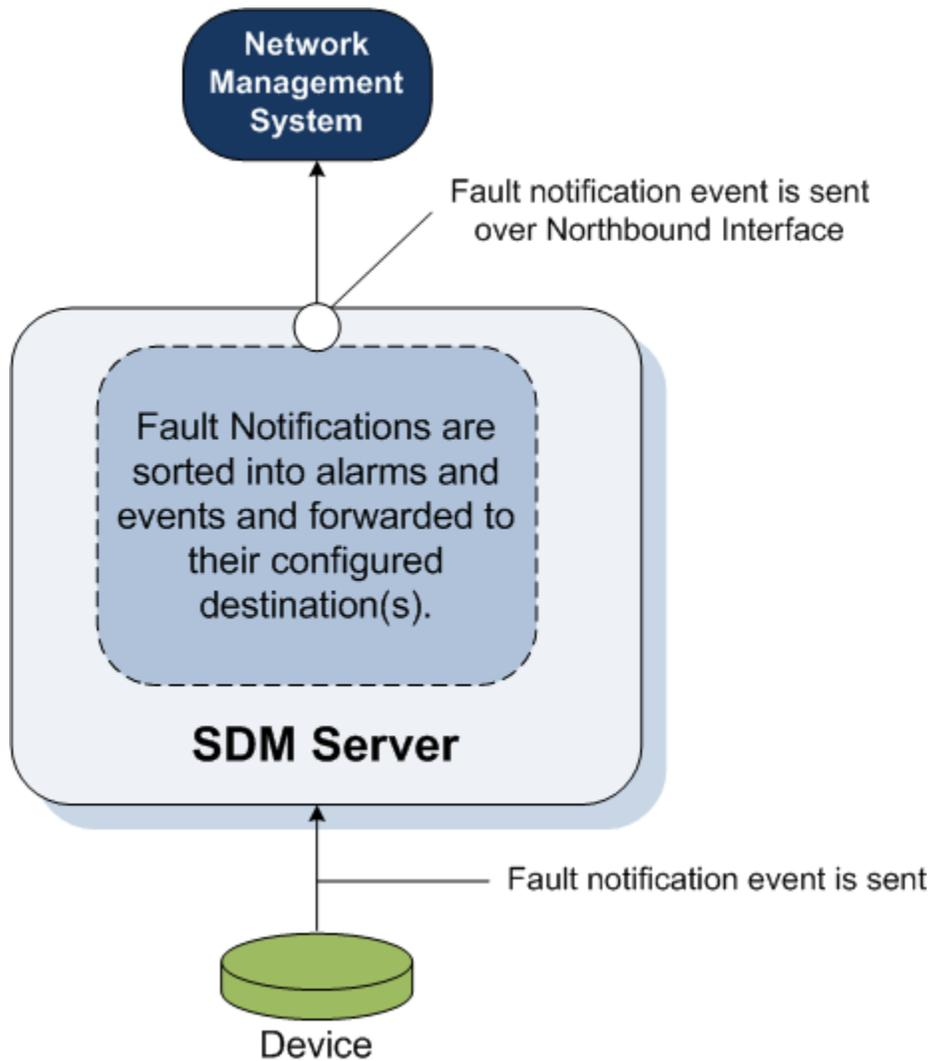 Network
Management
System
Fault notification event is sent
over Northbound Interface
Fault Notifications are
sorted into alarms and
events and forwarded to
their configured
destination(s).
SDM Server
Fault notification event is sent
Device